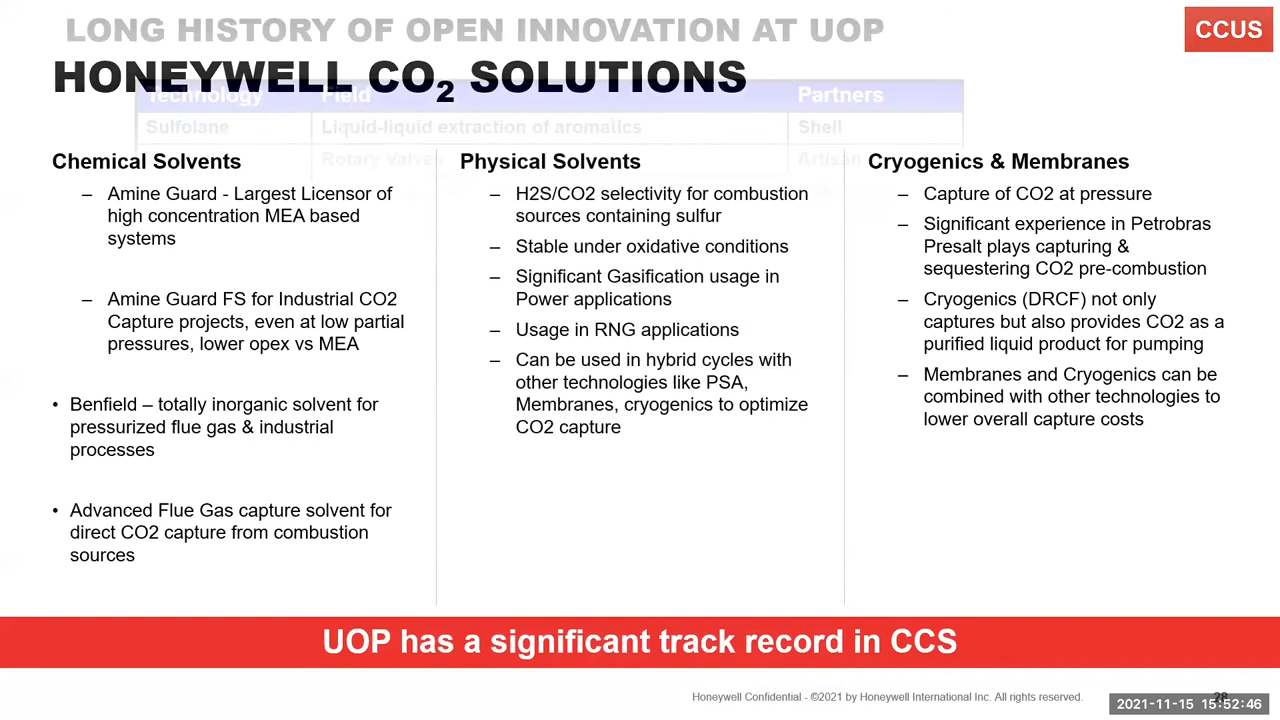 LONG HISTORY OF OPEN INNOVATION AT UOP
CCUS
HONEYWELL CO2 SOLUTIONS
Technology Field Partners
Sulfolane Liquid-liquid extraction of aromatics Shell
Rotary Valves Artisan
Chemical Solvents
– Amine Guard - Largest Licensor of
high concentration MEA based
systems
– Amine Guard FS for Industrial CO2
Capture projects, even at low partial
pressures, lower opex vs MEA
• Benfield – totally inorganic solvent for
pressurized flue gas & industrial
processes
• Advanced Flue Gas capture solvent for
direct CO2 capture from combustion
sources
Physical Solvents
– H2S/CO2 selectivity for combustion
sources containing sulfur
– Stable under oxidative conditions
– Significant Gasification usage in
Power applications
– Usage in RNG applications
– Can be used in hybrid cycles with
other technologies like PSA,
Membranes, cryogenics to optimize
CO2 capture
Cryogenics & Membranes
– Capture of CO2 at pressure
– Significant experience in Petrobras
Presalt plays capturing &
sequestering CO2 pre-combustion
– Cryogenics (DRCF) not only
captures but also provides CO2 as a
purified liquid product for pumping
– Membranes and Cryogenics can be
combined with other technologies to
lower overall capture costs
UOP has a significant track record in CCS
Honeywell Confidential - ©2021 by Honeywell International Inc. All rights reserved.
28
2021-11-15 15:52:46